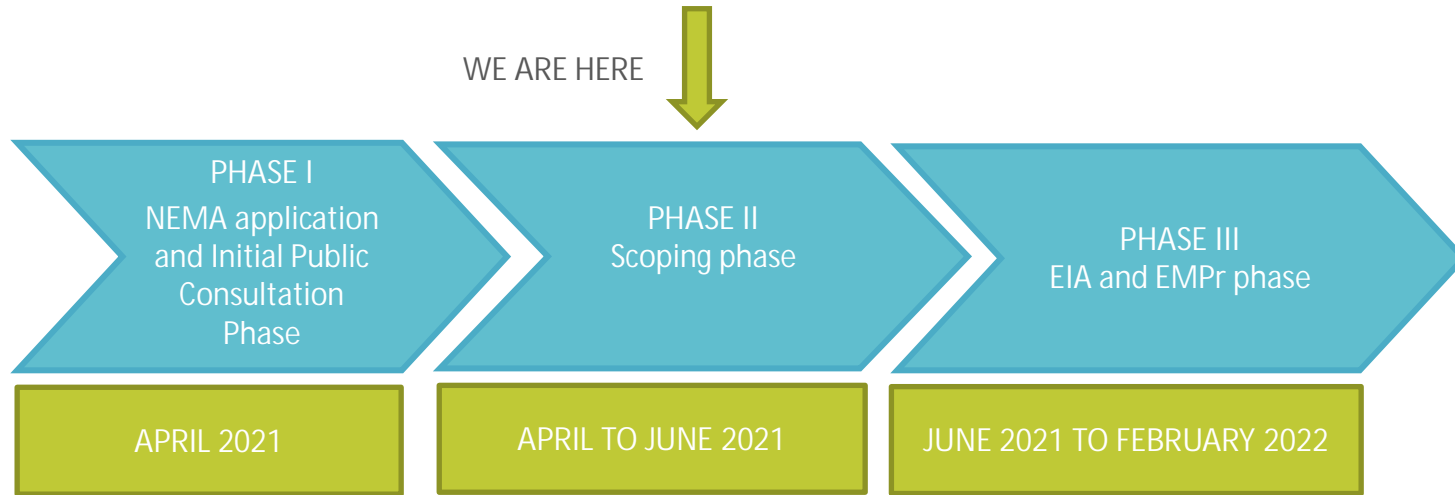 WE ARE HERE
PHASE I
NEMA application
and Initial Public
Consultation
Phase
PHASE II
Scoping phase
PHASE III
EIA and EMPr phase
APRIL 2021
APRIL TO JUNE 2021
JUNE 2021 TO FEBRUARY 2022